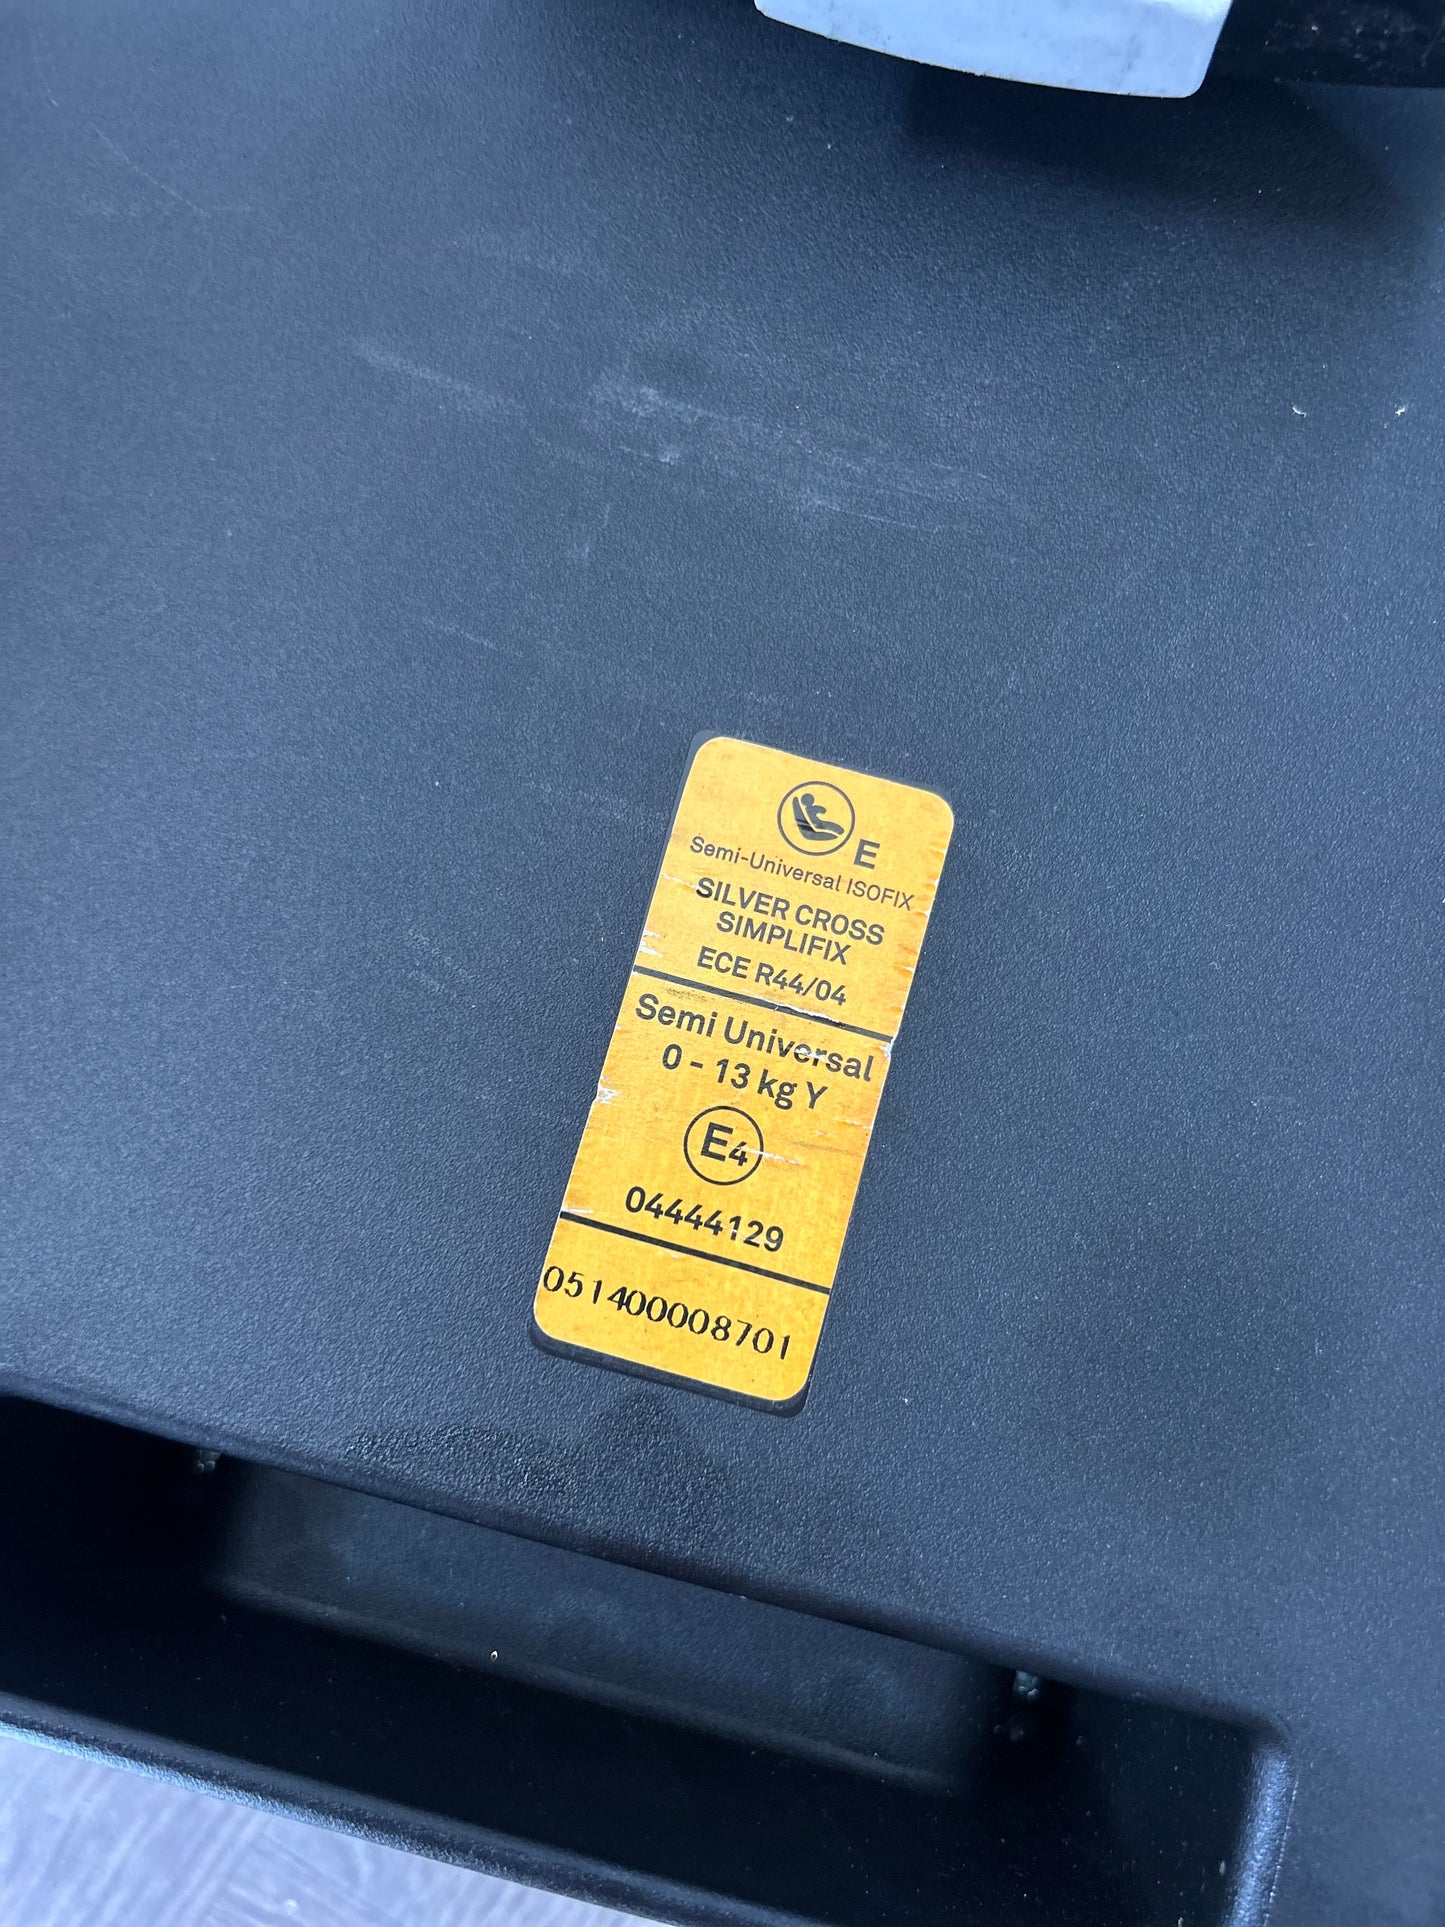 E
Semi-Universal ISOFIX
SILVER CROSS
SIMPLIFIX
ECE R44/04
Semi Universal
0 - 13 kg Y
E4
04444129
051400008701